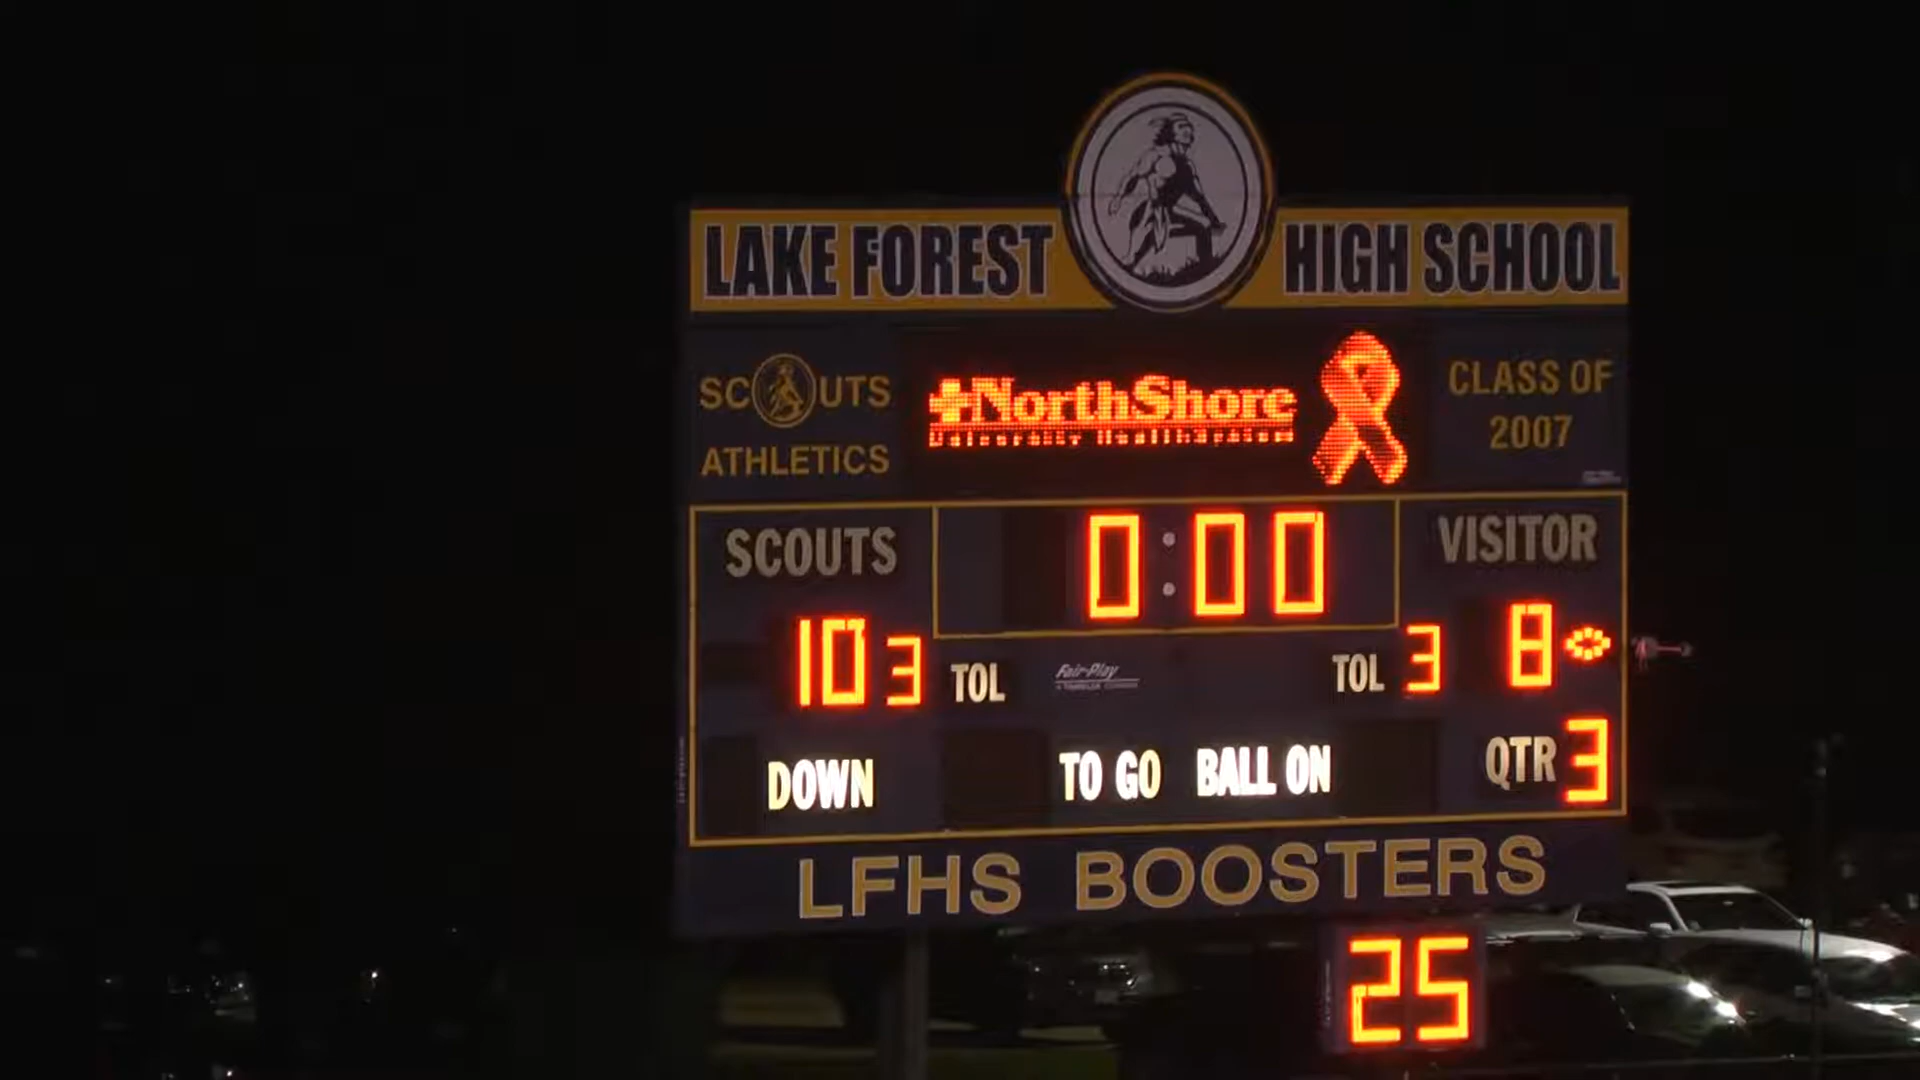 LAKE FOREST HIGH SCHOOL
SCOUTS
ATHLETICS
NorthShore
University HealthSystem
CLASS OF
2007
SCOUTS
0:00
VISITOR
10 3 TOL
Fair-Play
TOL 3 8
DOWN TO GO BALL ON QTR 3
LFHS BOOSTERS
25